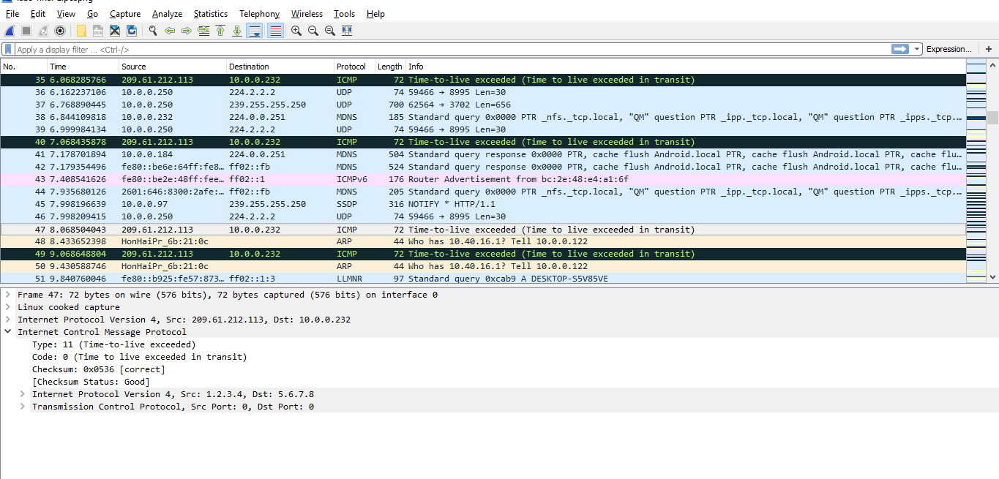 File Edit View Go Capture Analyze Statistics Telephony Wireless Tools Help
Apply a display filter ... <Ctrl-/> Expression... +
No. Time Source Destination Protocol Length Info
35 6.068285766 209.61.212.113 10.0.0.232 ICMP 72 Time-to-live exceeded (Time to live exceeded in transit)
36 6.162237106 10.0.0.250 224.2.2.2 UDP 74 59466 → 8995 Len=30
37 6.768890445 10.0.0.250 239.255.255.250 UDP 700 62564 → 3702 Len=656
38 6.844109818 10.0.0.232 224.0.0.251 MDNS 185 Standard query 0x0000 PTR _nfs._tcp.local, "QM" question PTR _ipp._tcp.local, "QM" question PTR _ipps._tcp.…
39 6.999984134 10.0.0.250 224.2.2.2 UDP 74 59466 → 8995 Len=30
40 7.068435878 209.61.212.113 10.0.0.232 ICMP 72 Time-to-live exceeded (Time to live exceeded in transit)
41 7.178701894 10.0.0.184 224.0.0.251 MDNS 504 Standard query response 0x0000 PTR, cache flush Android.local PTR, cache flush Android.local PTR, cache flu…
42 7.179354496 fe80::be6e:64ff:fe8… ff02::fb MDNS 524 Standard query response 0x0000 PTR, cache flush Android.local PTR, cache flush Android.local PTR, cache flu…
43 7.408541626 fe80::be2e:48ff:fee… ff02::1 ICMPv6 176 Router Advertisement from bc:2e:48:e4:a1:6f
44 7.935680126 2601:646:8300:2afe:… ff02::fb MDNS 205 Standard query 0x0000 PTR _nfs._tcp.local, "QM" question PTR _ipp._tcp.local, "QM" question PTR _ipps._tcp.…
45 7.998196639 10.0.0.97 239.255.255.250 SSDP 316 NOTIFY * HTTP/1.1
46 7.998209415 10.0.0.250 224.2.2.2 UDP 74 59466 → 8995 Len=30
47 8.068504043 209.61.212.113 10.0.0.232 ICMP 72 Time-to-live exceeded (Time to live exceeded in transit)
48 8.433652398 HonHaiPr_6b:21:0c ARP 44 Who has 10.40.16.1? Tell 10.0.0.122
49 9.068648804 209.61.212.113 10.0.0.232 ICMP 72 Time-to-live exceeded (Time to live exceeded in transit)
50 9.430588746 HonHaiPr_6b:21:0c ARP 44 Who has 10.40.16.1? Tell 10.0.0.122
51 9.840760046 fe80::b925:fe57:873… ff02::1:3 LLMNR 97 Standard query 0xcab9 A DESKTOP-S5V85VE
Frame 47: 72 bytes on wire (576 bits), 72 bytes captured (576 bits) on interface 0
Linux cooked capture
Internet Protocol Version 4, Src: 209.61.212.113, Dst: 10.0.0.232
Internet Control Message Protocol
Type: 11 (Time-to-live exceeded)
Code: 0 (Time to live exceeded in transit)
Checksum: 0x0536 [correct]
[Checksum Status: Good]
Internet Protocol Version 4, Src: 1.2.3.4, Dst: 5.6.7.8
Transmission Control Protocol, Src Port: 0, Dst Port: 0